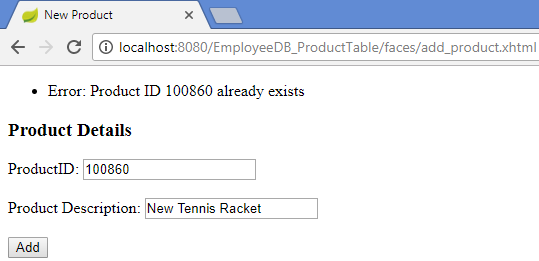 New Product
localhost:8080/EmployeeDB_ProductTable/faces/add_product.xhtml
Error: Product ID 100860 already exists
Product Details
ProductID: 100860
Product Description: New Tennis Racket
Add